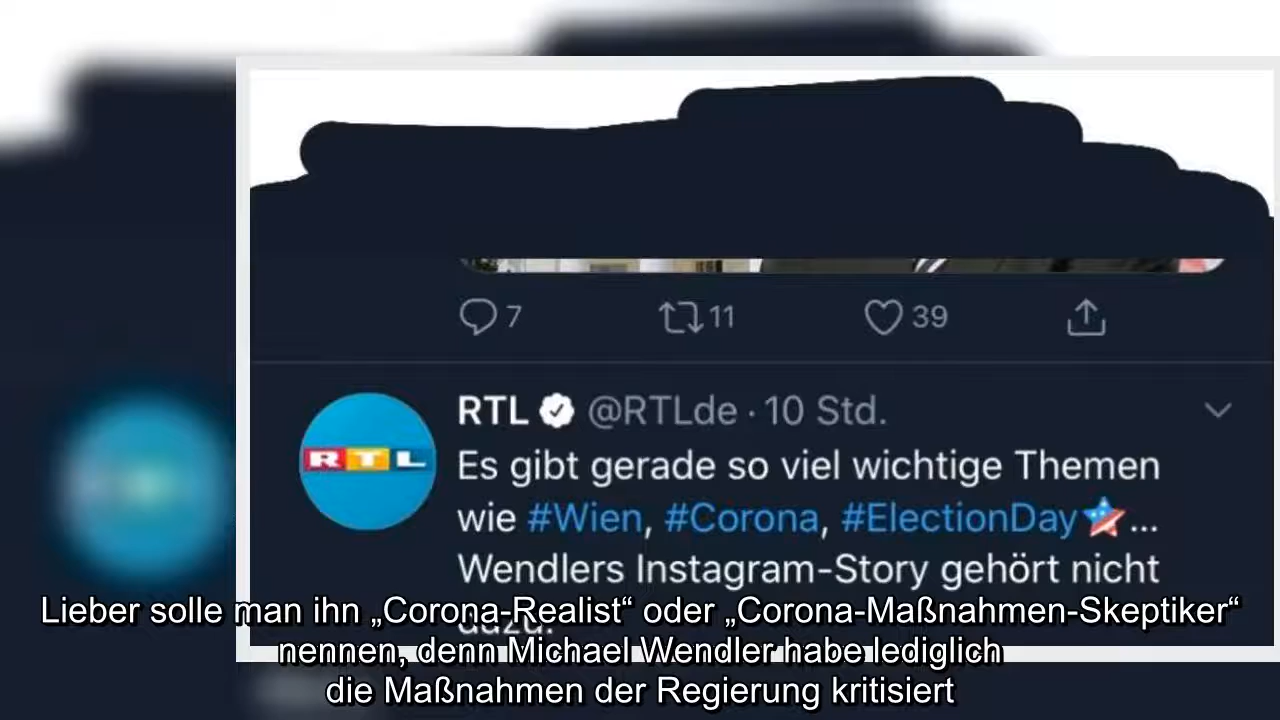 7 11 39
RTL @RTLde · 10 Std.
RTL
Es gibt gerade so viel wichtige Themen
wie #Wien, #Corona, #ElectionDay...
Wendlers Instagram-Story gehört nicht
dazu.
Lieber solle man ihn „Corona-Realist“ oder „Corona-Maßnahmen-Skeptiker“
nennen, denn Michael Wendler habe lediglich
die Maßnahmen der Regierung kritisiert